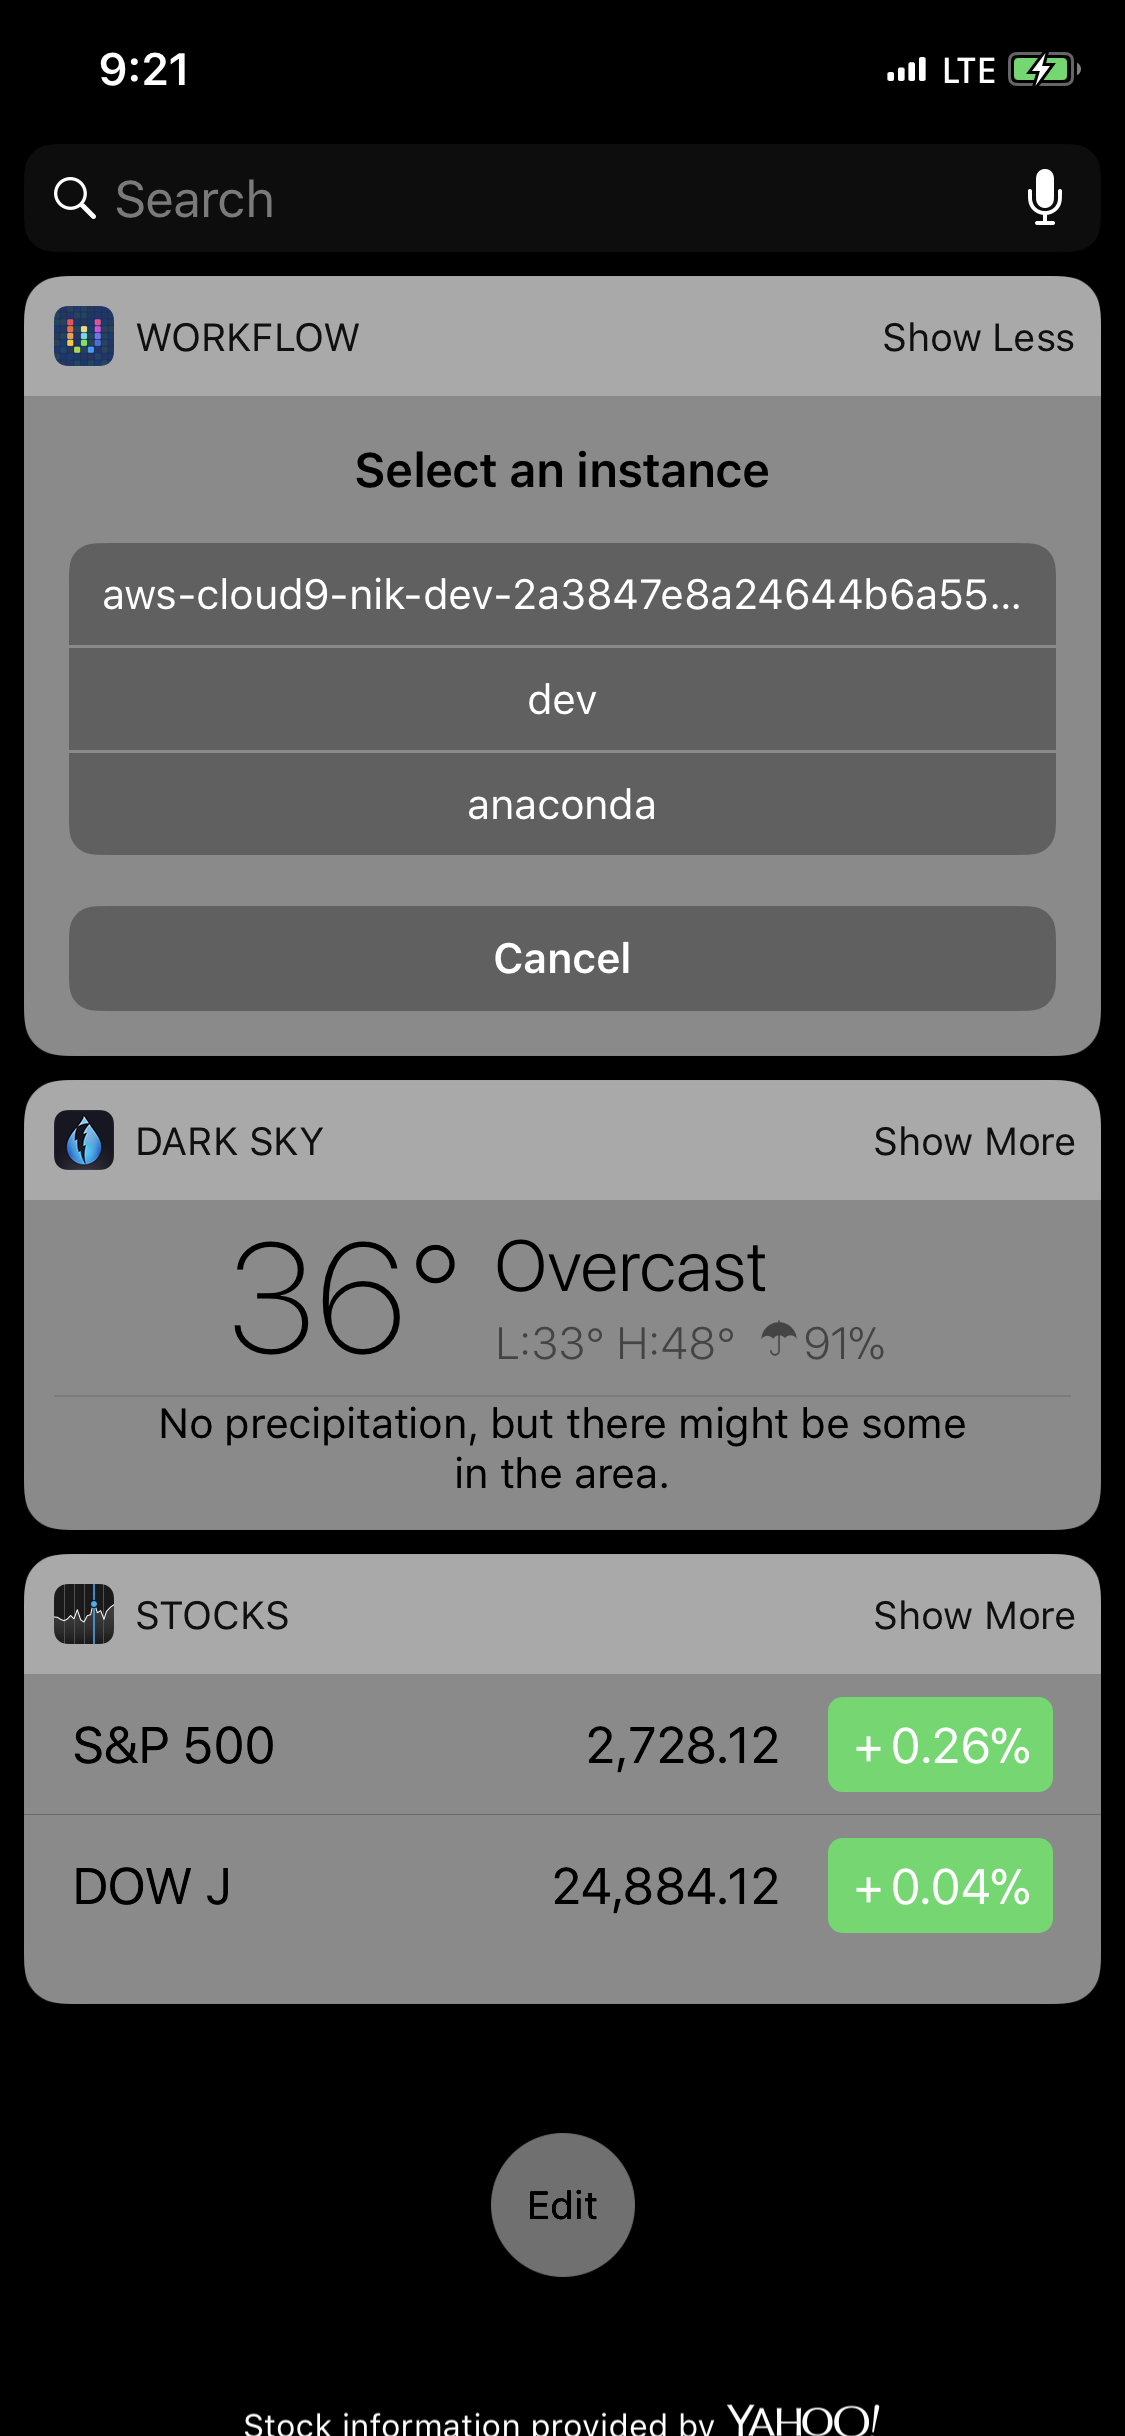 9:21 LTE
Search
WORKFLOW Show Less
Select an instance
aws-cloud9-nik-dev-2a3847e8a24644b6a55...
dev
anaconda
Cancel
DARK SKY Show More
36° Overcast
L:33° H:48° 91%
No precipitation, but there might be some
in the area.
STOCKS Show More
S&P 500 2,728.12 +0.26%
DOW J 24,884.12 +0.04%
Edit
Stock information provided by YAHOO!